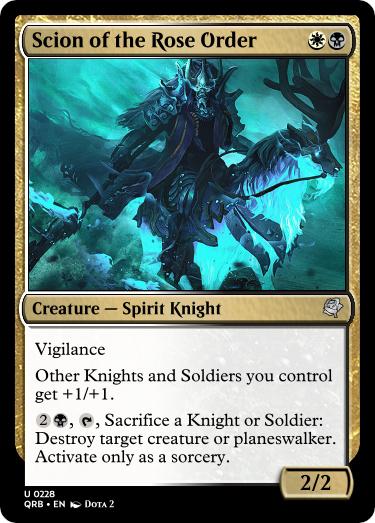 Scion of the Rose Order
Creature — Spirit Knight
Vigilance
Other Knights and Soldiers you control
get +1/+1.
2, , Sacrifice a Knight or Soldier:
Destroy target creature or planeswalker.
Activate only as a sorcery.
2/2
U 0228
QRB • EN Dota 2